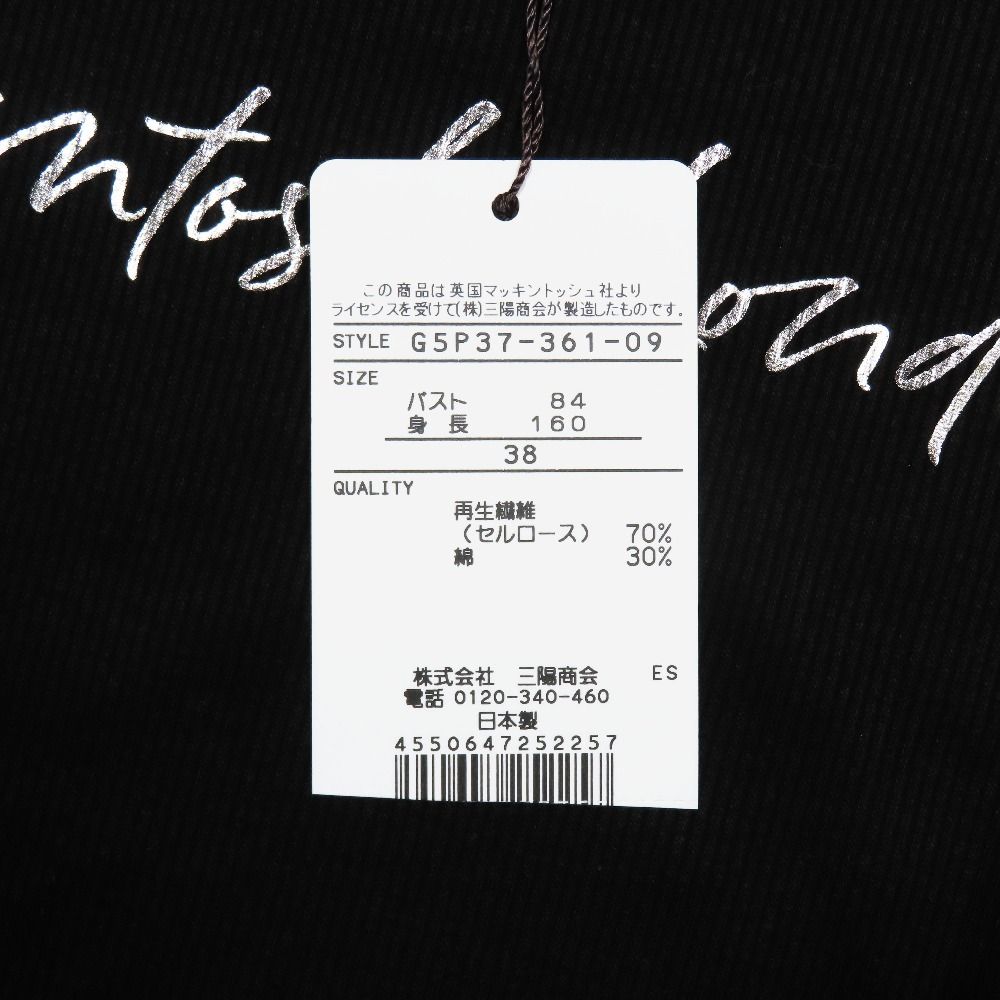 intosh Lond
この商品は英国マッキントッシュ社より
ライセンスを受けて(株)三陽商会が製造したものです。
STYLE G5P37-361-09
SIZE
バスト 84
身長 160
38
QUALITY
再生繊維
(セルロース) 70%
綿 30%
株式会社 三陽商会 ES
電話 0120-340-460
日本製
4550647252257